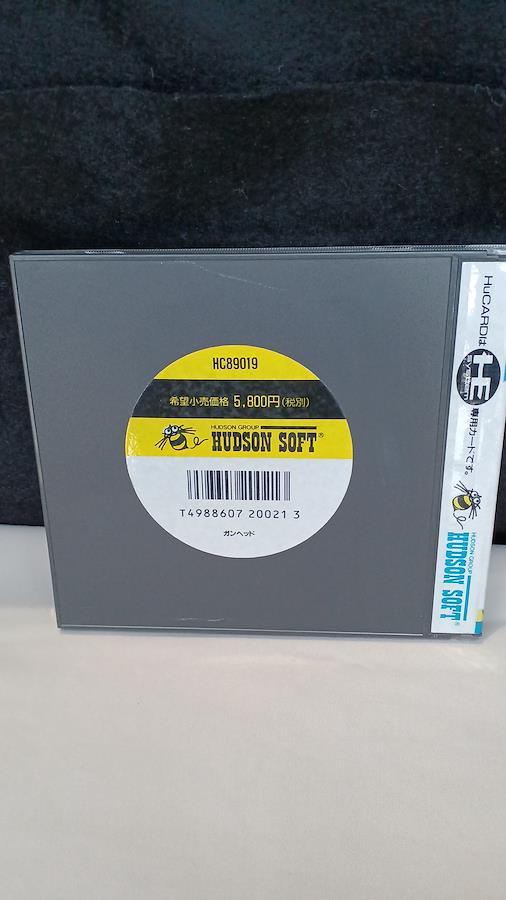 HC89019
希望小売価格 5,800円(税別)
HUDSON GROUP
HUDSON SOFT®
T4988607 20021 3
ガンヘッド
HuCARDは
HE
専用カードです。
HUDSON GROUP
HUDSON SOFT®